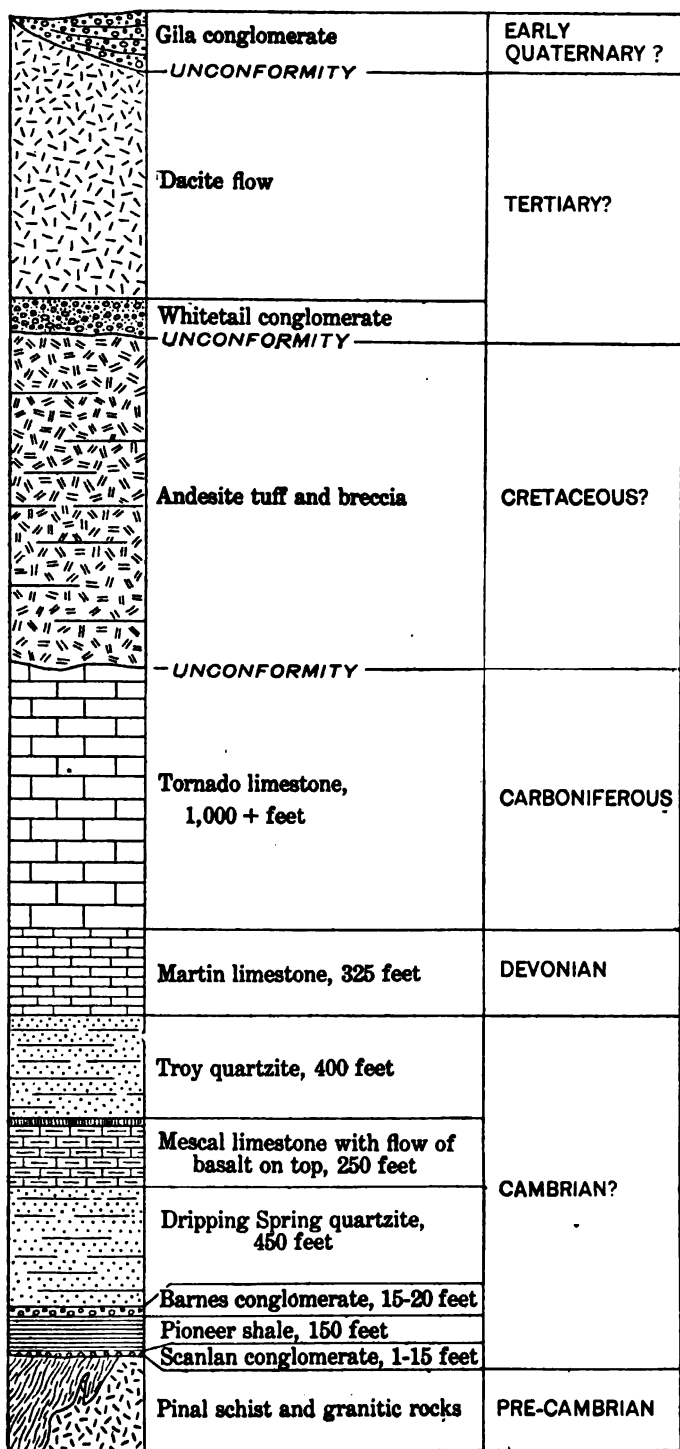 Gila conglomerate
EARLY
QUATERNARY ?
UNCONFORMITY
Dacite flow
TERTIARY?
Whitetail conglomerate
UNCONFORMITY
Andesite tuff and breccia
CRETACEOUS?
UNCONFORMITY
Tornado limestone,
1,000 + feet
CARBONIFEROUS
Martin limestone, 325 feet
DEVONIAN
Troy quartzite, 400 feet
Mescal limestone with flow of
basalt on top, 250 feet
CAMBRIAN?
Dripping Spring quartzite,
450 feet
Barnes conglomerate, 15-20 feet
Pioneer shale, 150 feet
Scanlan conglomerate, 1-15 feet
Pinal schist and granitic rocks
PRE-CAMBRIAN